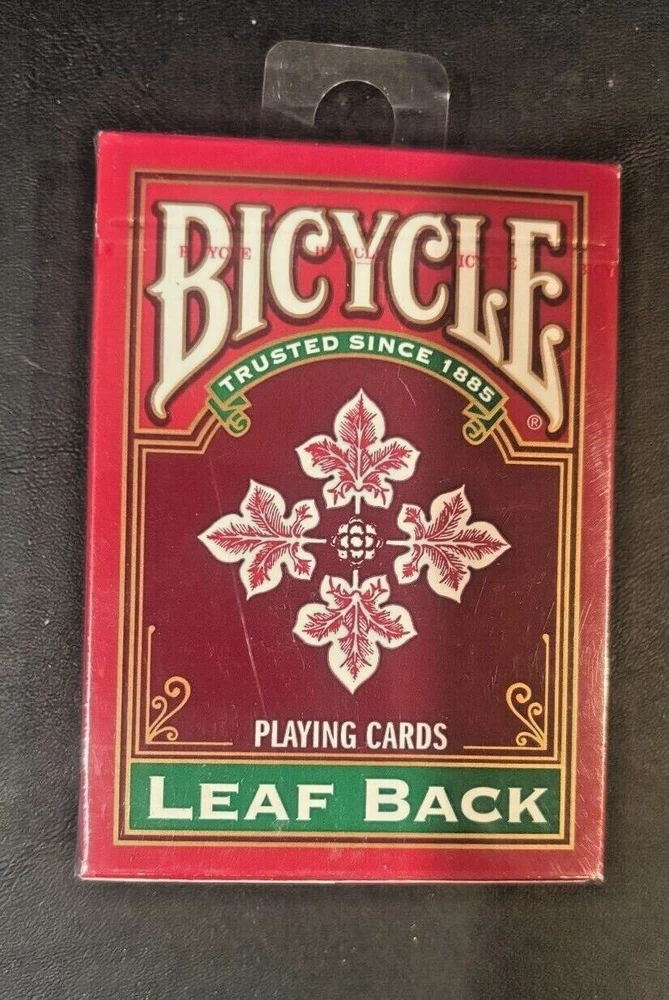 BICYCLE
TRUSTED SINCE 1885
®
PLAYING CARDS
LEAF BACK